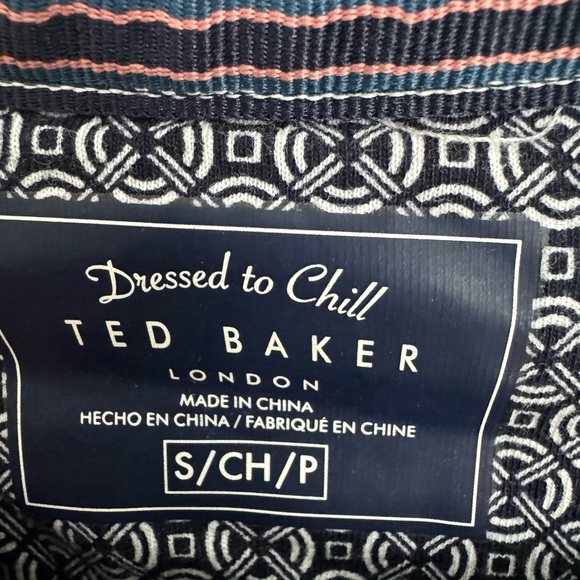 Dressed to Chill
TED BAKER
LONDON
MADE IN CHINA
HECHO EN CHINA / FABRIQUÉ EN CHINE
S/CH/P